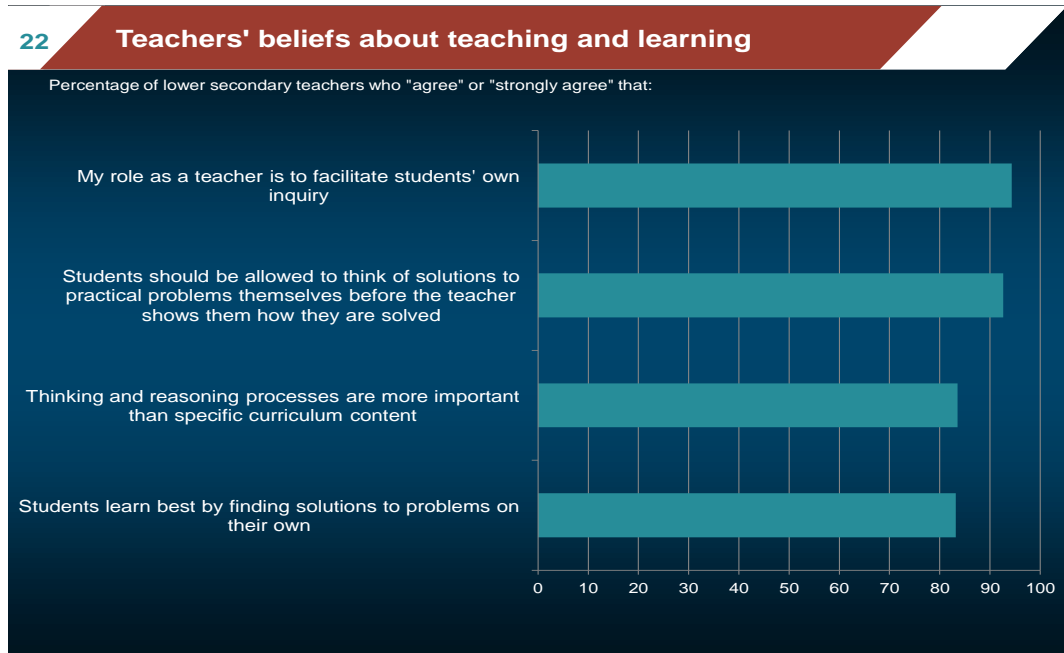 22
Teachers' beliefs about teaching and learning
Percentage of lower secondary teachers who "agree" or "strongly agree" that:
My role as a teacher is to facilitate students' own
inquiry
Students should be allowed to think of solutions to
practical problems themselves before the teacher
shows them how they are solved
Thinking and reasoning processes are more important
than specific curriculum content
Students learn best by finding solutions to problems on
their own
0 10 20 30 40 50 60 70 80 90 100